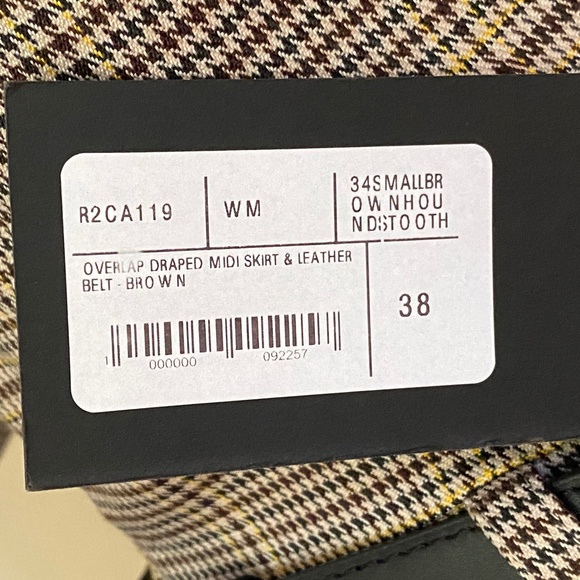 R2CA119
WM
34SMALLBR
OWNHOU
NDSTOOTH
OVERLAP DRAPED MIDI SKIRT & LEATHER
BELT - BROWN
38
1 000000 092257